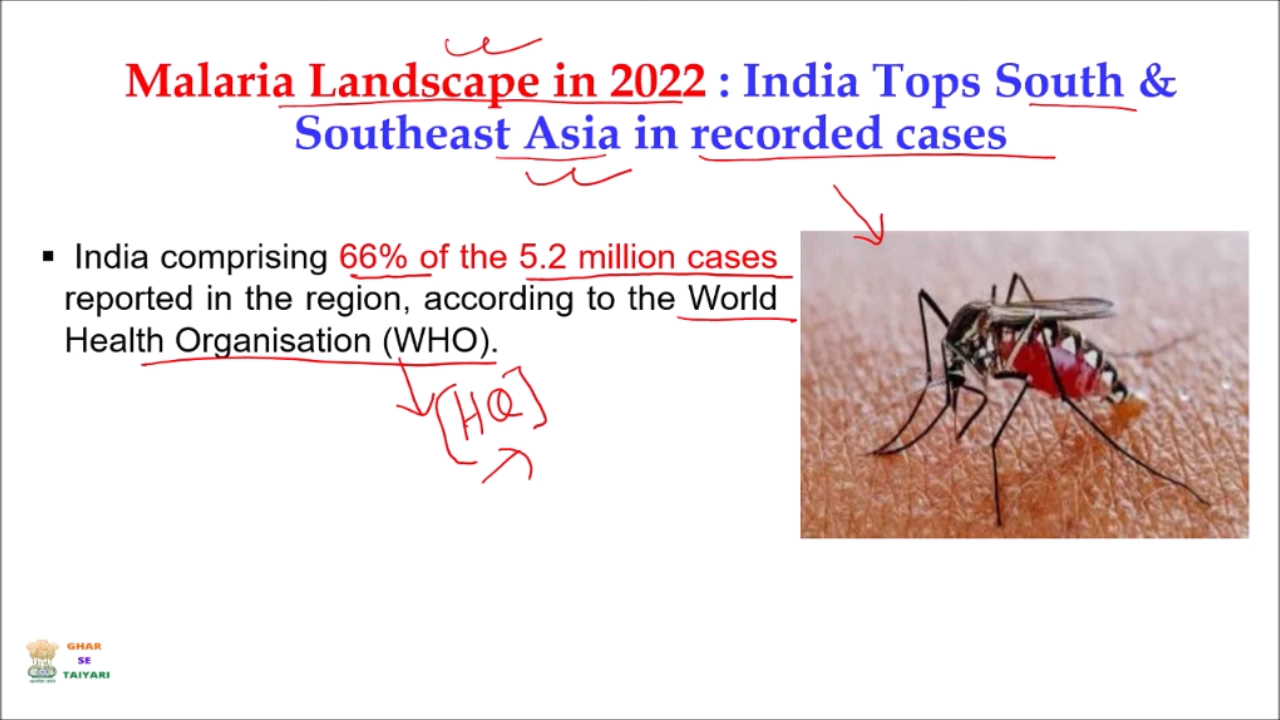 Malaria Landscape in 2022 : India Tops South &
Southeast Asia in recorded cases
▪ India comprising 66% of the 5.2 million cases
reported in the region, according to the World
Health Organisation (WHO).
[HQ]
GHAR
SE
TAIYARI